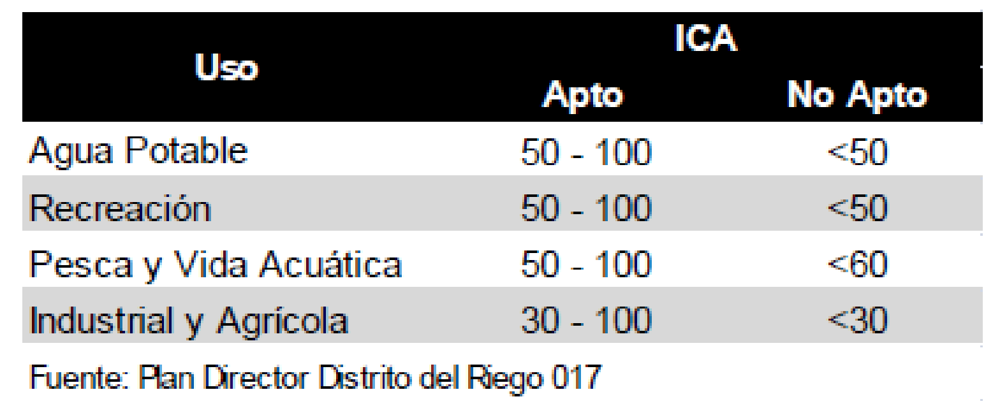 ICA
Uso
Apto No Apto
Agua Potable 50 - 100 <50
Recreación 50 - 100 <50
Pesca y Vida Acuática 50 - 100 <60
Industrial y Agrícola 30 - 100 <30
Fuente: Plan Director Distrito del Riego 017